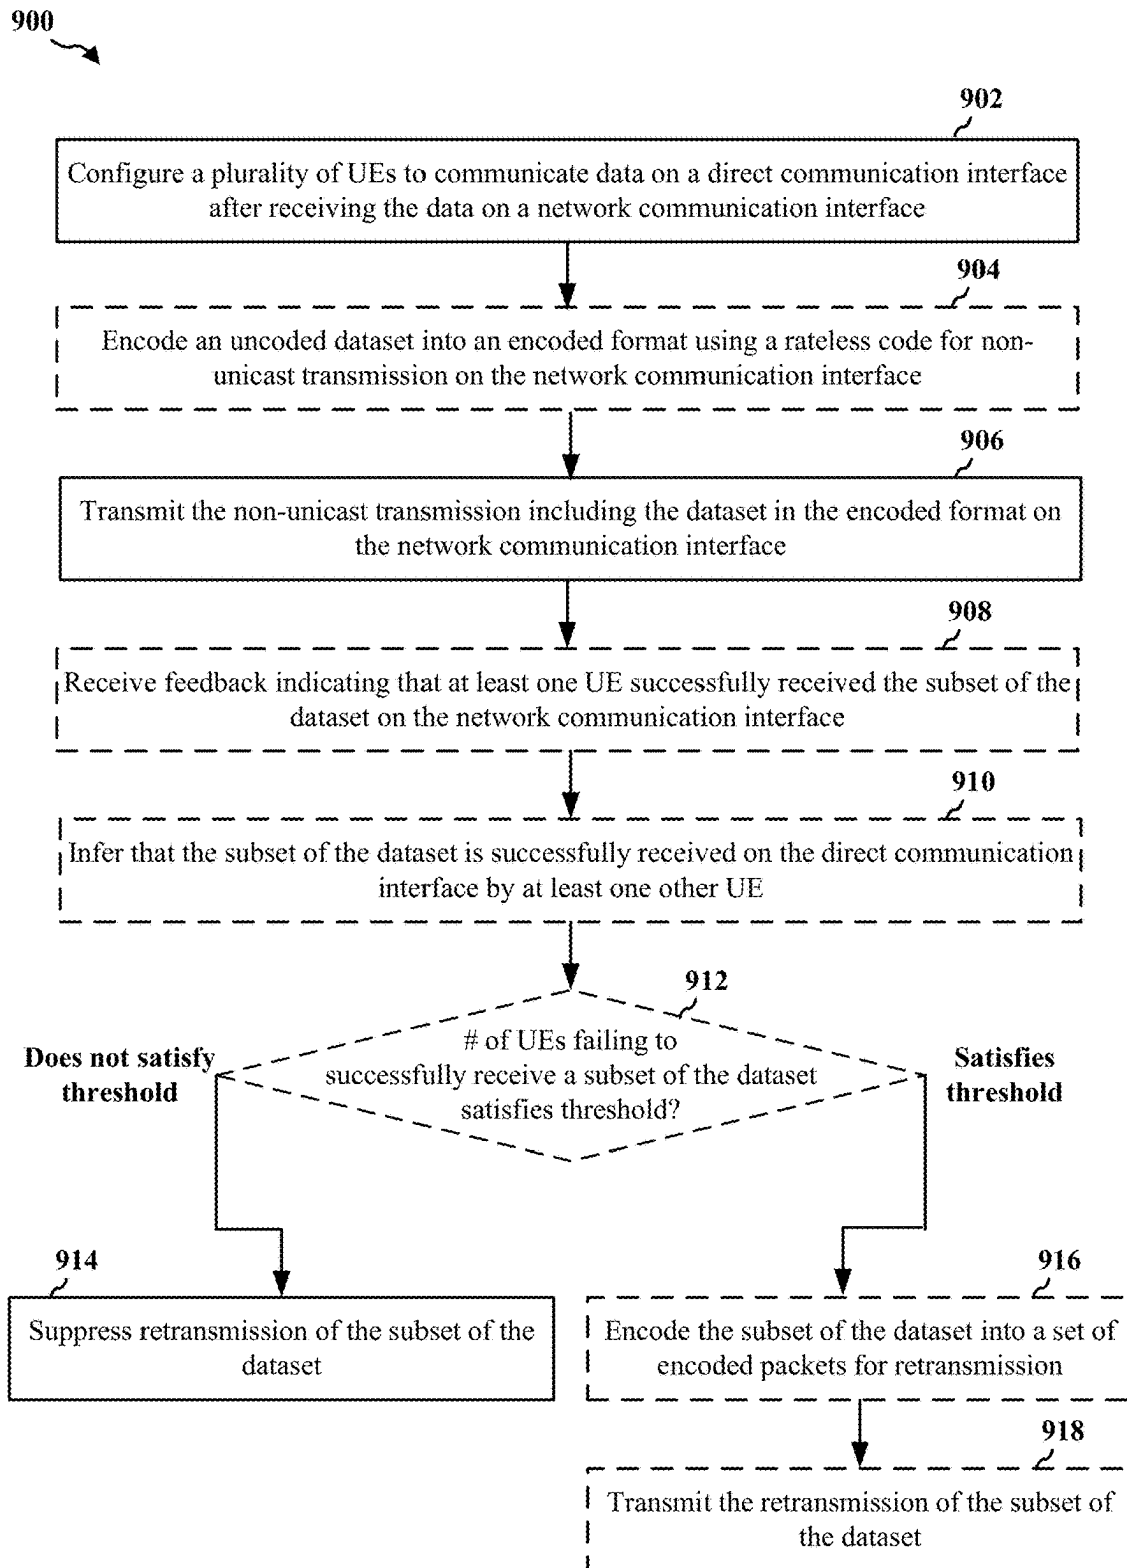 900
902
Configure a plurality of UEs to communicate data on a direct communication interface
after receiving the data on a network communication interface
904
Encode an uncoded dataset into an encoded format using a rateless code for non-
unicast transmission on the network communication interface
906
Transmit the non-unicast transmission including the dataset in the encoded format on
the network communication interface
908
Receive feedback indicating that at least one UE successfully received the subset of the
dataset on the network communication interface
910
Infer that the subset of the dataset is successfully received on the direct communication
interface by at least one other UE
912
# of UEs failing to
successfully receive a subset of the dataset
satisfies threshold?
Does not satisfy
threshold
Satisfies
threshold
914
Suppress retransmission of the subset of the
dataset
916
Encode the subset of the dataset into a set of
encoded packets for retransmission
918
Transmit the retransmission of the subset of
the dataset